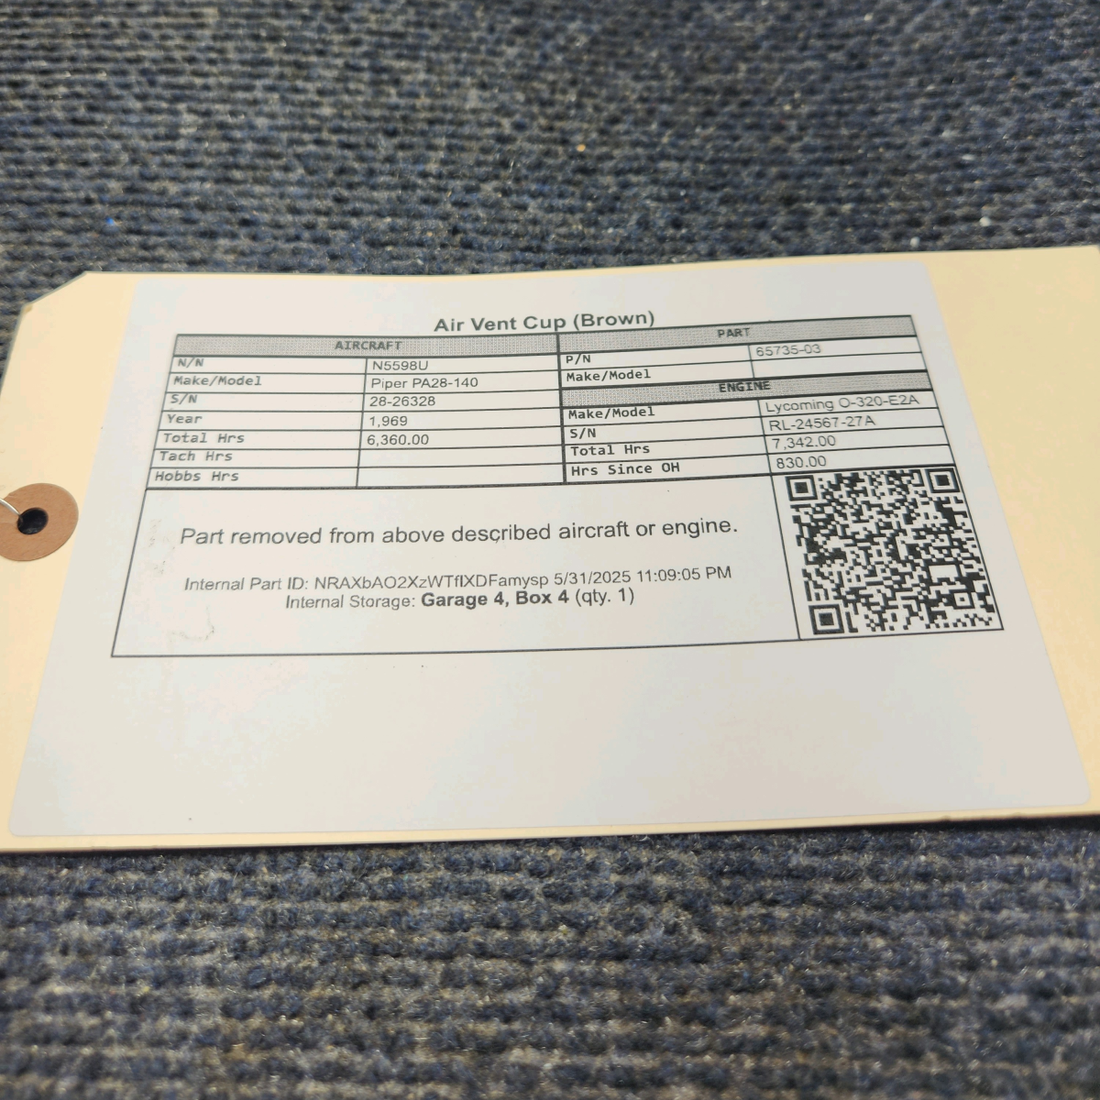 Air Vent Cup (Brown)
AIRCRAFT
N/N N5598U
Make/Model Piper PA28-140
S/N 28-26328
Year 1,969
Total Hrs 6,360.00
Tach Hrs
Hobbs Hrs
PART
P/N 65735-03
Make/Model
ENGINE
Make/Model Lycoming O-320-E2A
S/N RL-24567-27A
Total Hrs 7,342.00
Hrs Since OH 830.00
Part removed from above described aircraft or engine.
Internal Part ID: NRAXbAO2XzWTfIXDFamysp 5/31/2025 11:09:05 PM
Internal Storage: Garage 4, Box 4 (qty. 1)